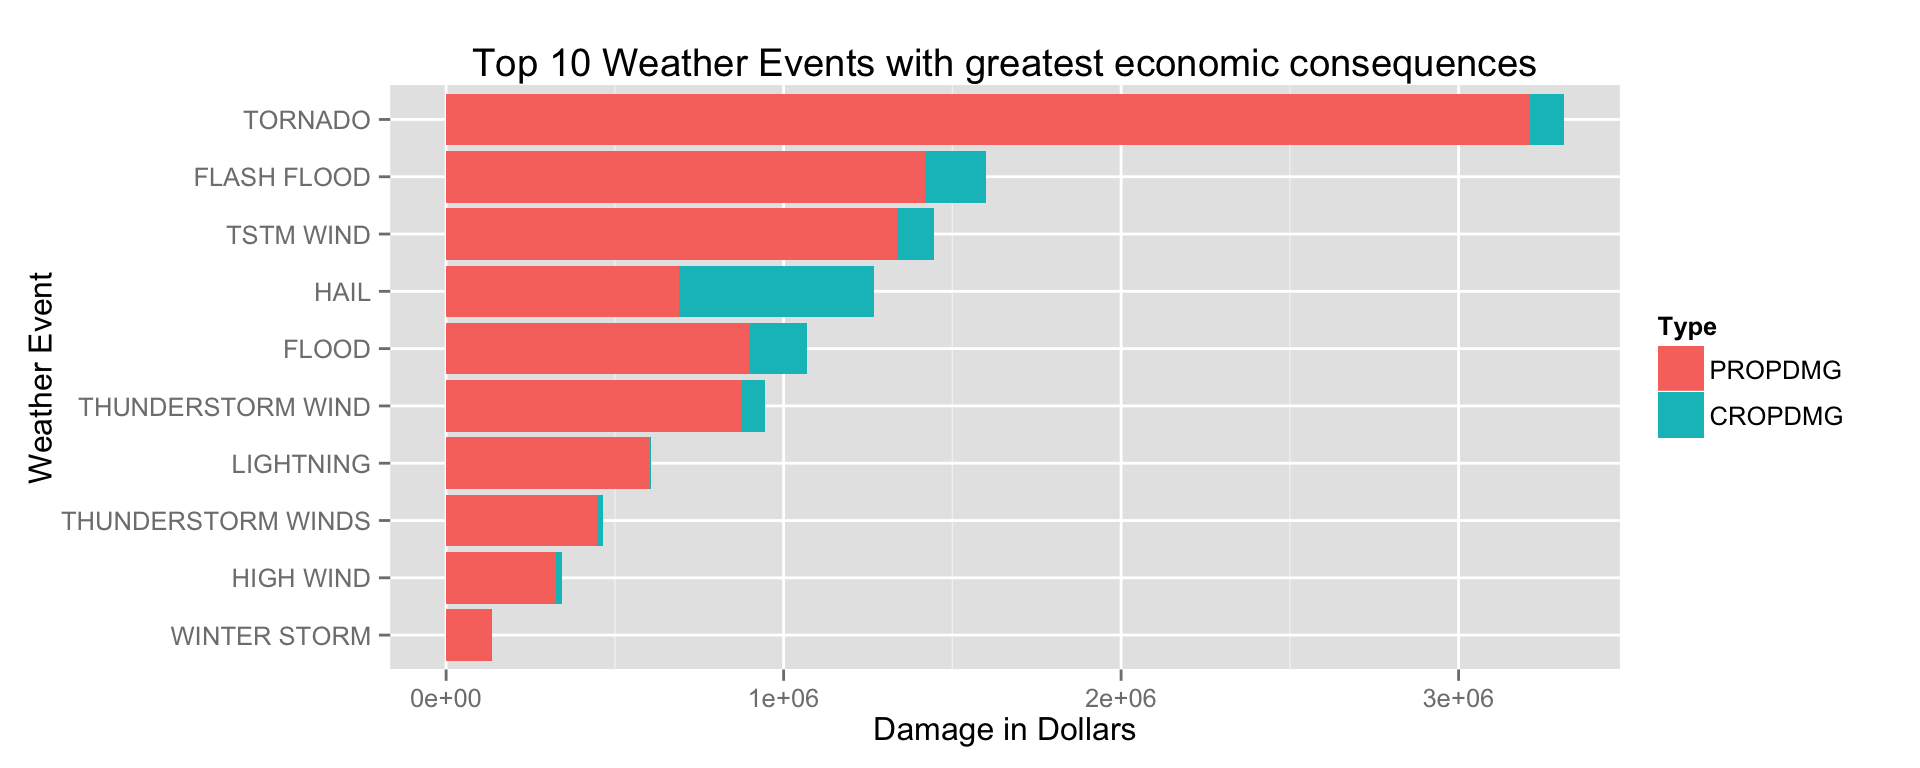 Top 10 Weather Events with greatest economic consequences
Weather Event
TORNADO
FLASH FLOOD
TSTM WIND
HAIL
FLOOD
THUNDERSTORM WIND
LIGHTNING
THUNDERSTORM WINDS
HIGH WIND
WINTER STORM
0e+00 1e+06 2e+06 3e+06
Damage in Dollars
Type
PROPDMG
CROPDMG